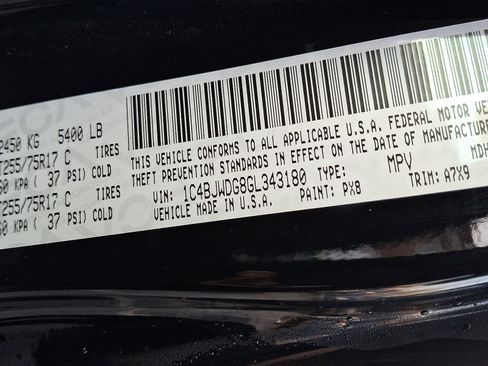 2450 KG 5400 LB
T255/75R17 C TIRES
KPA ( 37 PSI) COLD
T255/75R17 C TIRES
KPA ( 37 PSI) COLD
THIS VEHICLE CONFORMS TO ALL APPLICABLE U.S.A. FEDERAL MOTOR
THEFT PREVENTION STANDARDS IN EFFECT ON THE DATE OF MANUFACTURE
VIN: 1C4BJWDG8GL343180 TYPE: MPV MDH
VEHICLE MADE IN U.S.A. PAINT: PX8 TRIM: A7X9